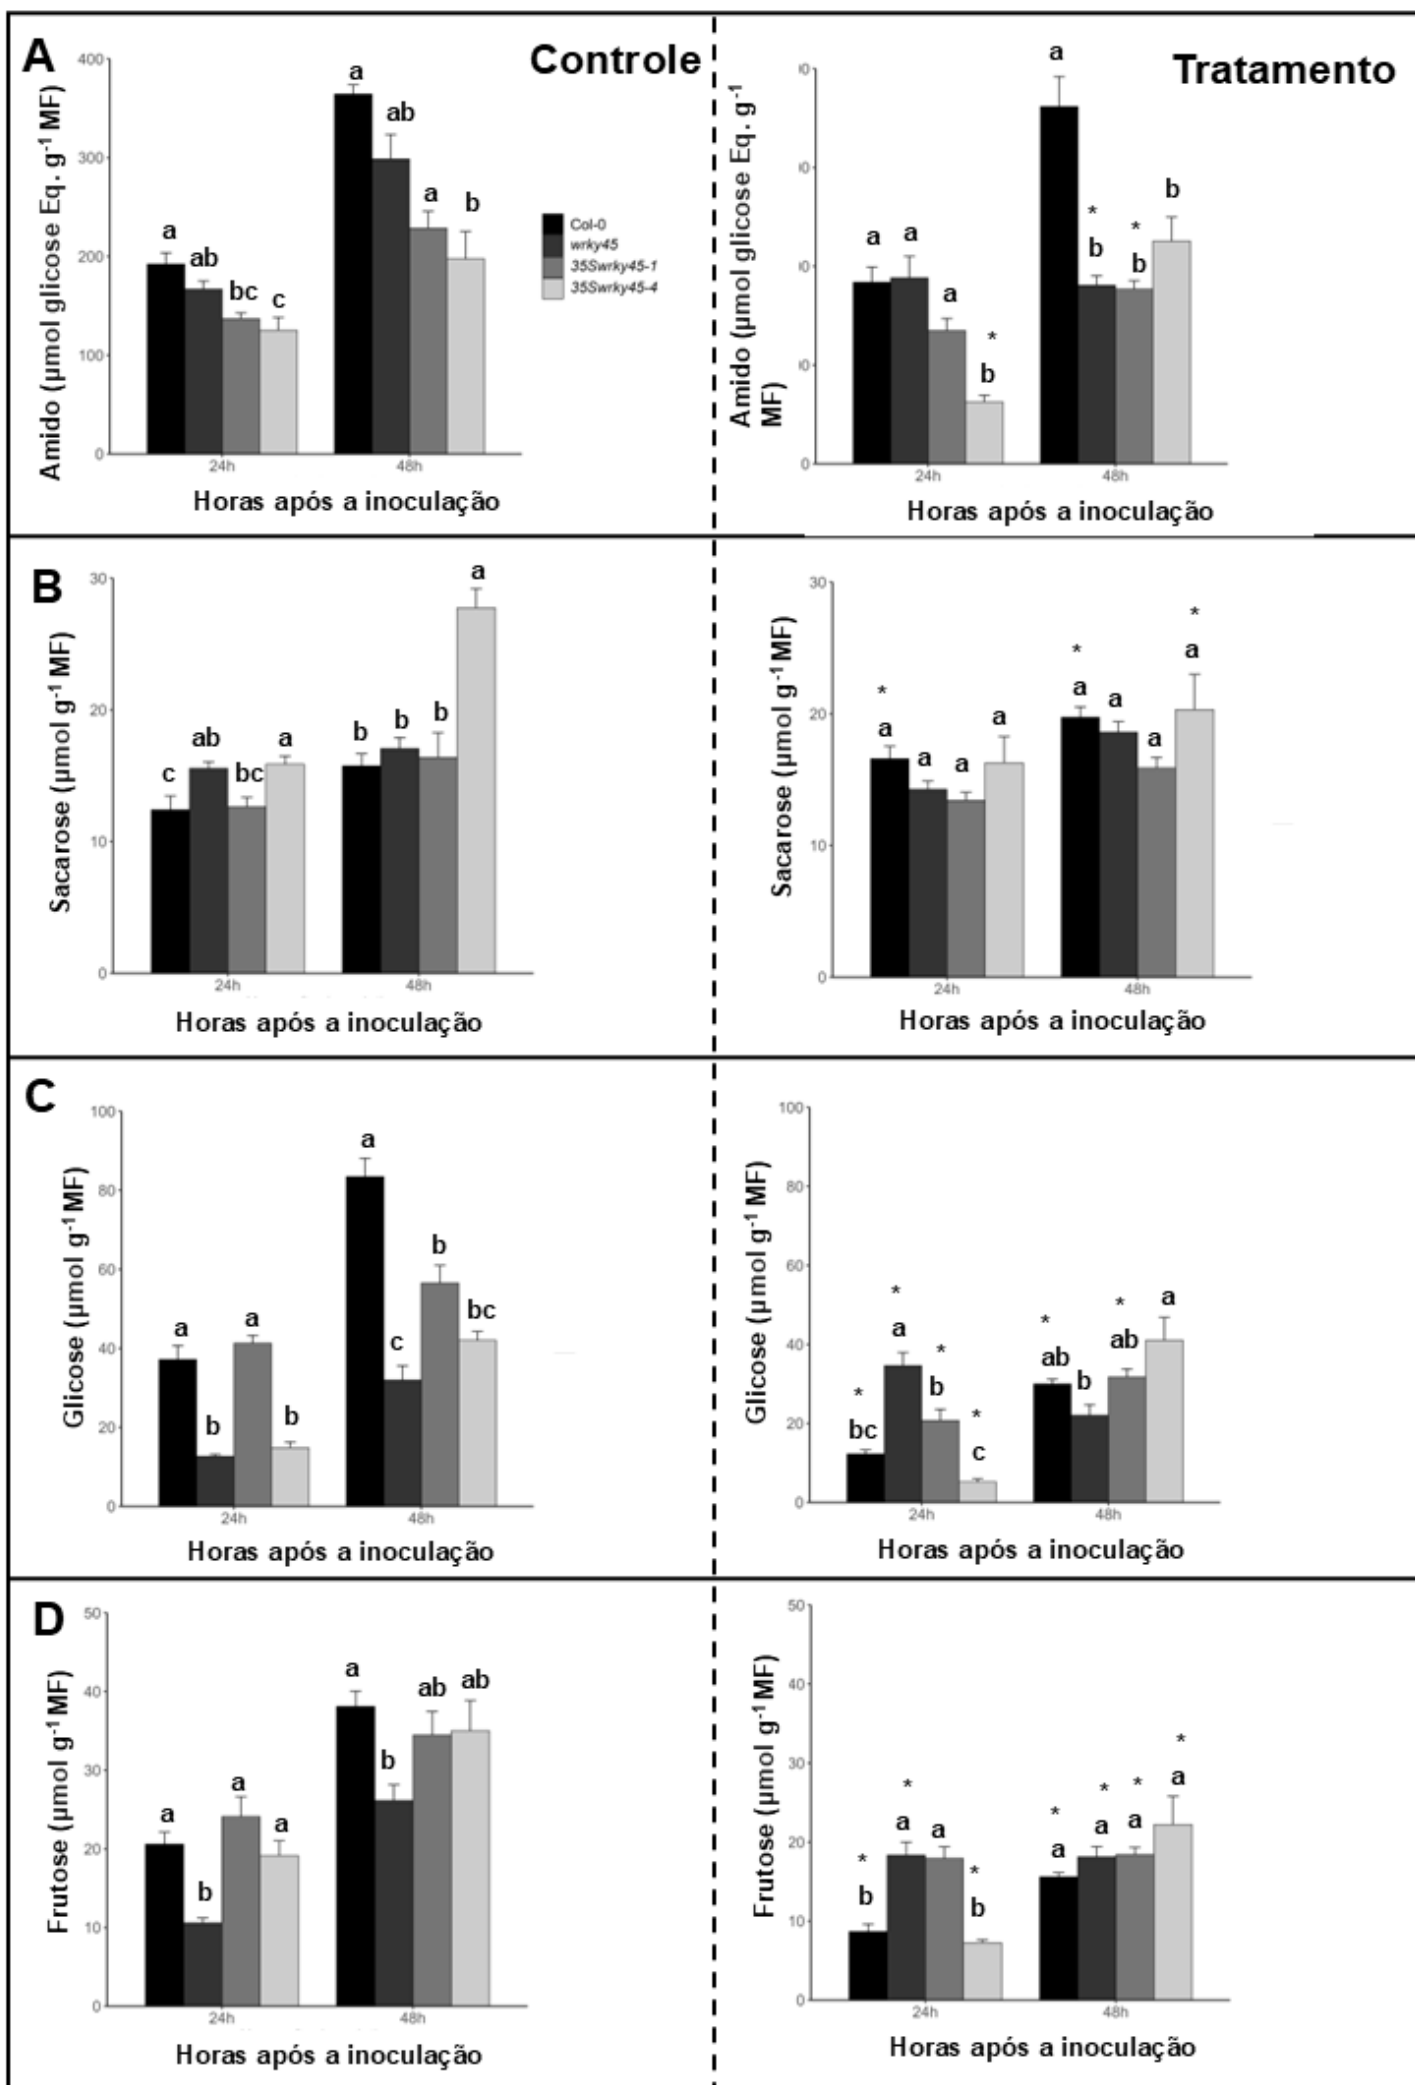 A
Controle
Tratamento
Amido (µmol glicose Eq. g⁻¹ MF)
400
300
200
100
0
a
ab
bc
c
a
ab
a
b
24h
48h
Horas após a inoculação
Col-0
wrky45
35Swrky45-1
35Swrky45-4
Amido (µmol glicose Eq. g⁻¹
MF)
0
a
a
a
*
b
a
*
b
*
b
b
24h
48h
Horas após a inoculação
B
Sacarose (µmol g⁻¹ MF)
30
20
10
0
c
ab
bc
a
b
b
b
a
24h
48h
Horas após a inoculação
Sacarose (µmol g⁻¹ MF)
30
20
10
0
*
a
a
a
a
*
a
a
a
*
a
24h
48h
Horas após a inoculação
C
Glicose (µmol g⁻¹ MF)
100
80
60
40
20
0
a
b
a
b
a
c
b
bc
24h
48h
Horas após a inoculação
Glicose (µmol g⁻¹ MF)
100
80
60
40
20
0
*
bc
*
a
*
b
*
c
*
ab
b
*
ab
a
24h
48h
Horas após a inoculação
D
Frutose (µmol g⁻¹ MF)
50
40
30
20
10
0
a
b
a
a
a
b
ab
ab
24h
48h
Horas após a inoculação
Frutose (µmol g⁻¹ MF)
50
40
30
20
10
0
*
b
*
a
a
*
b
*
a
*
a
*
a
*
a
24h
48h
Horas após a inoculação